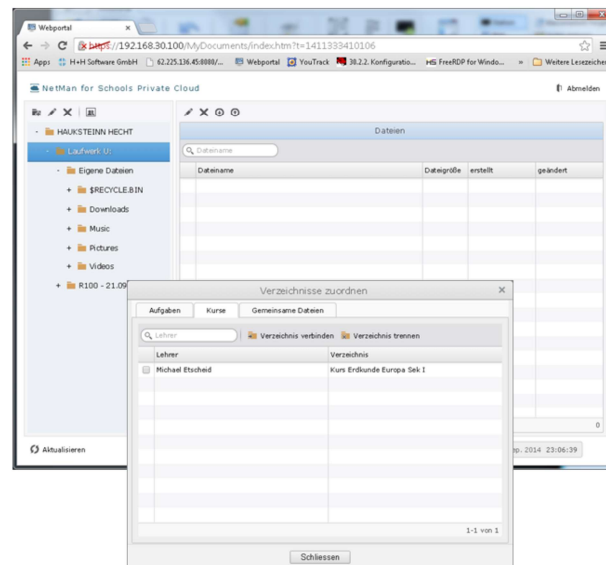 Webportal
https://192.168.30.100/MyDocuments/index.htm?t=1411333410106
Apps H+H Software GmbH 62.225.136.45:8080/... Webportal YouTrack 38.2.2. Konfiguratio... HS FreeRDP for Windo... » Weitere Lesezeichen
NetMan for Schools Private Cloud
Abmelden
HAUKSTEINN HECHT
Laufwerk U:
Eigene Dateien
$RECYCLE.BIN
Downloads
Music
Pictures
Videos
R100 - 21.09
Aktualisieren
Dateien
Dateiname
Dateiname Dateigröße erstellt geändert
0
ep. 2014 23:06:39
Verzeichnisse zuordnen
Aufgaben Kurse Gemeinsame Dateien
Lehrer Verzeichnis verbinden Verzeichnis trennen
Lehrer Verzeichnis
Michael Etscheid Kurs Erdkunde Europa Sek I
1-1 von 1
Schliessen